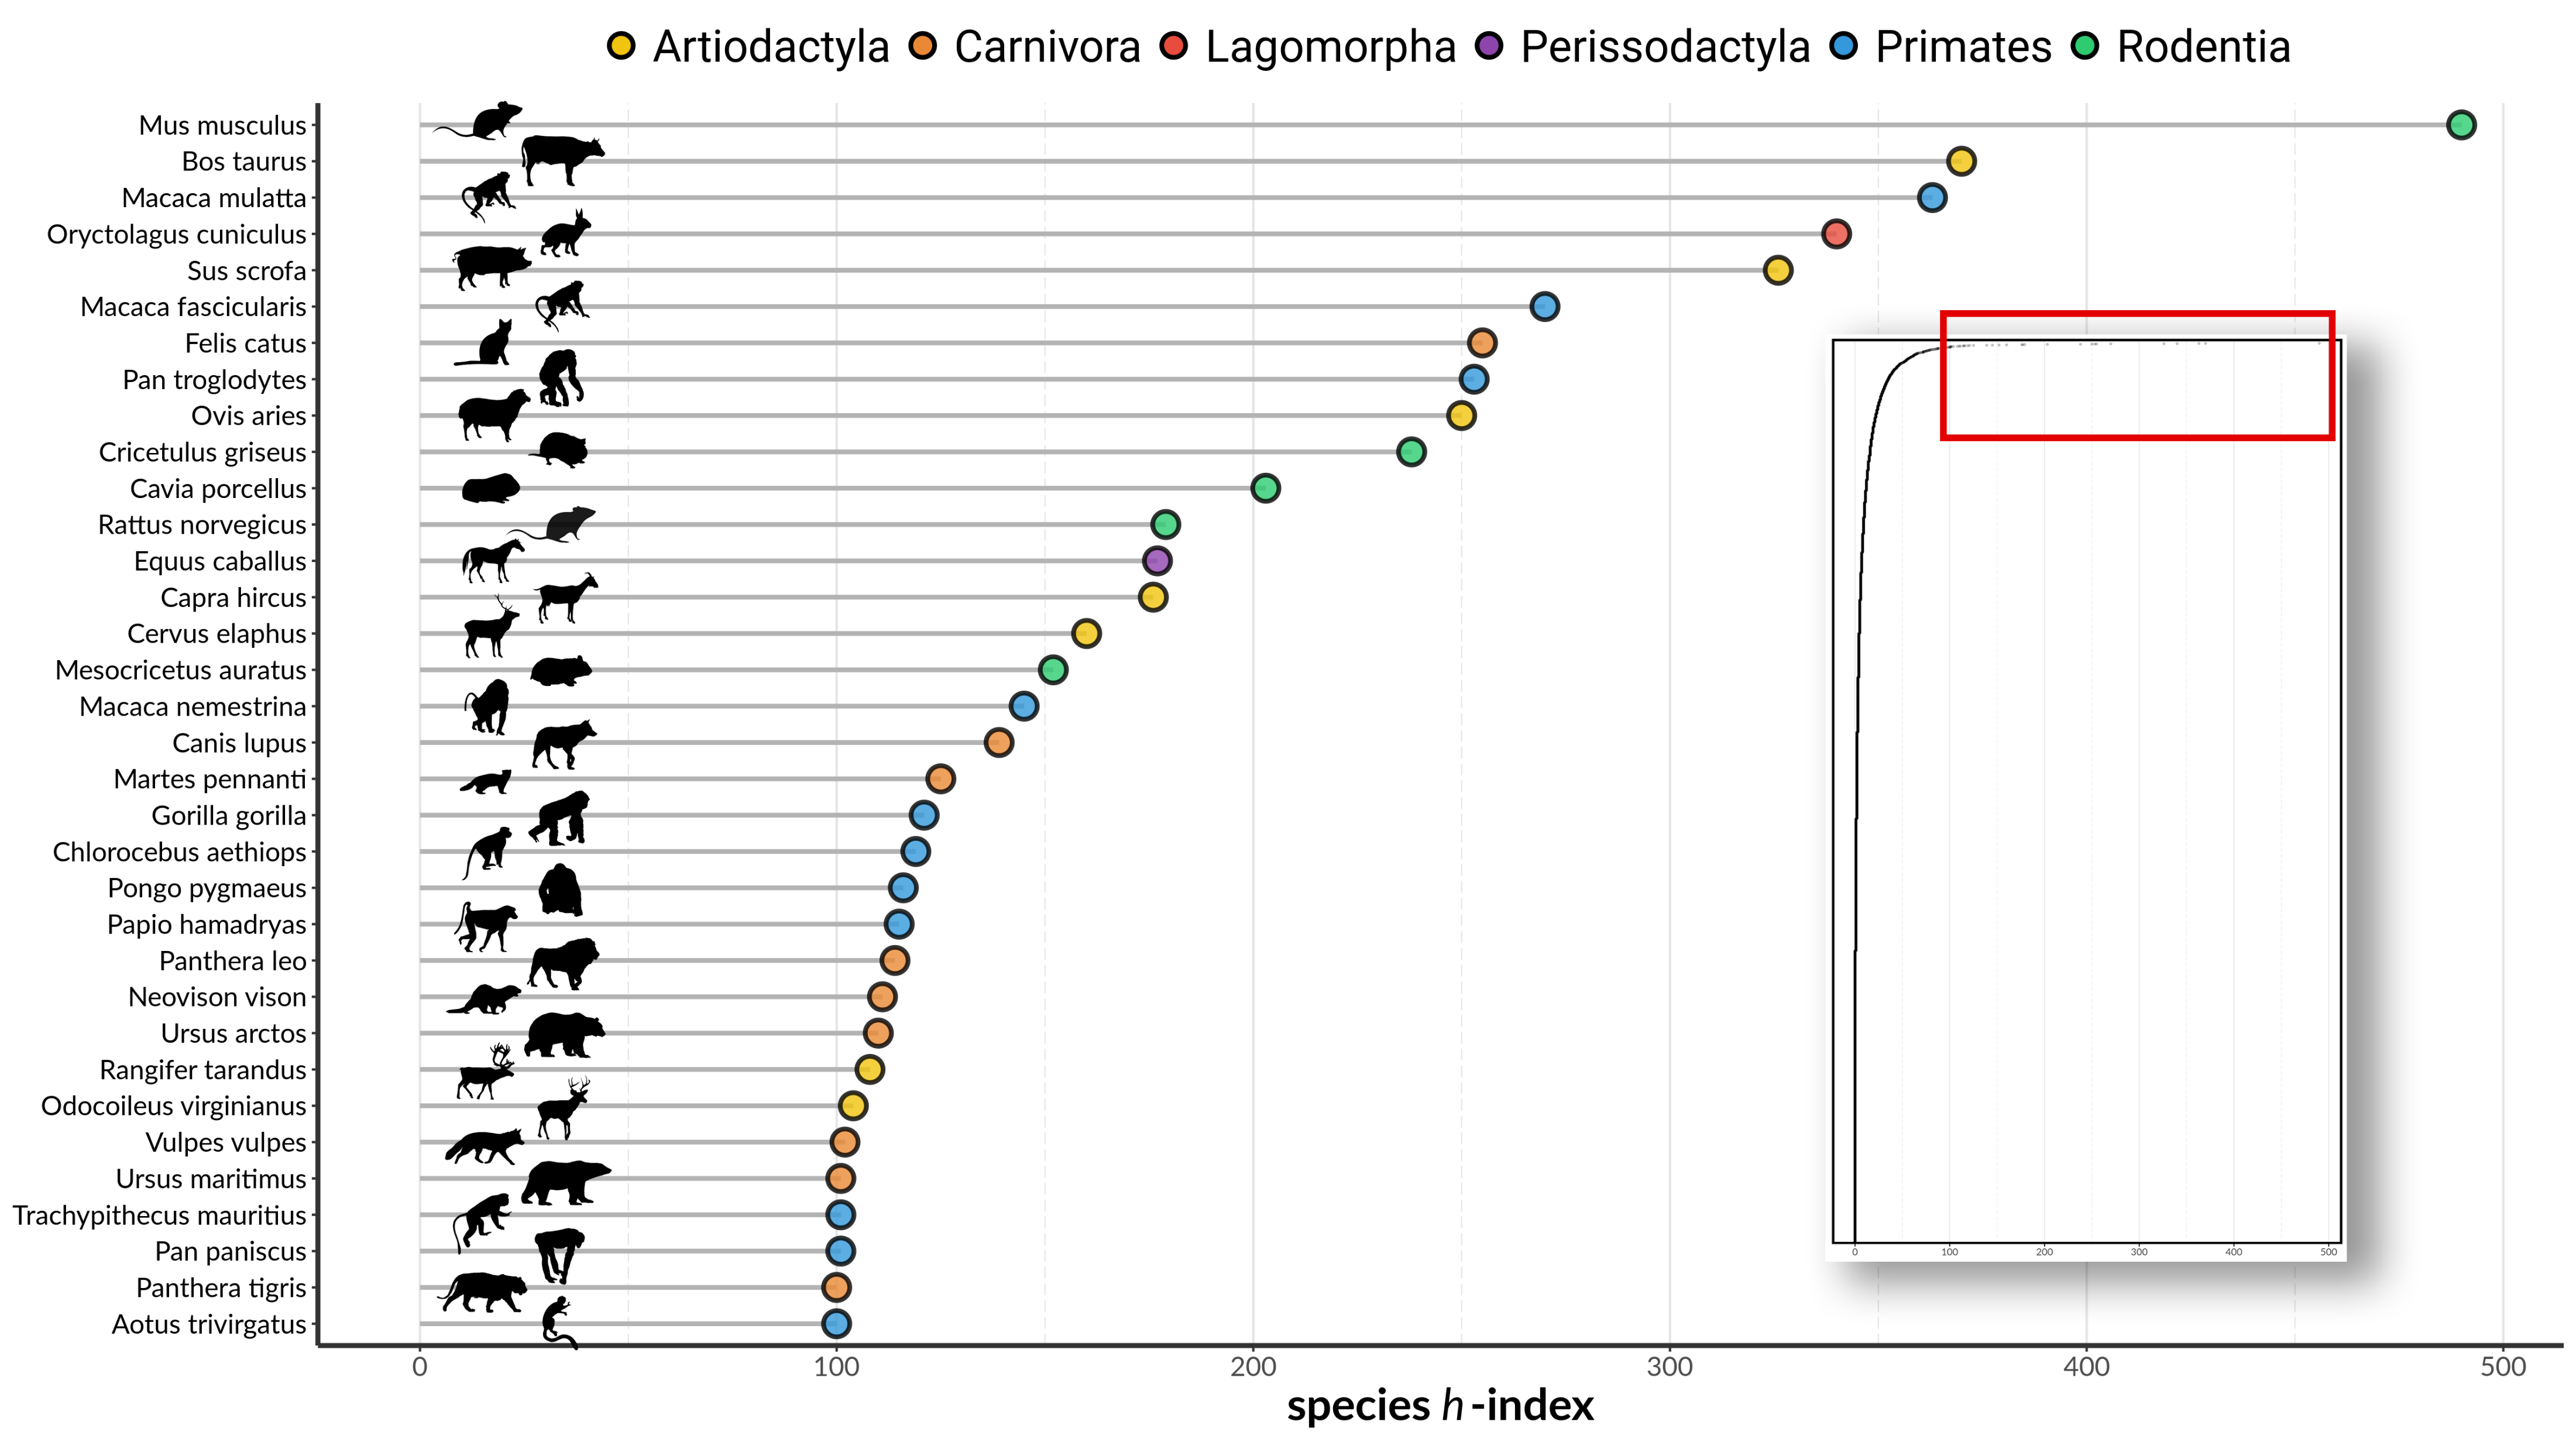 Artiodactyla Carnivora Lagomorpha Perissodactyla Primates Rodentia
Mus musculus
Bos taurus
Macaca mulatta
Oryctolagus cuniculus
Sus scrofa
Macaca fascicularis
Felis catus
Pan troglodytes
Ovis aries
Cricetulus griseus
Cavia porcellus
Rattus norvegicus
Equus caballus
Capra hircus
Cervus elaphus
Mesocricetus auratus
Macaca nemestrina
Canis lupus
Martes pennanti
Gorilla gorilla
Chlorocebus aethiops
Pongo pygmaeus
Papio hamadryas
Panthera leo
Neovison vison
Ursus arctos
Rangifer tarandus
Odocoileus virginianus
Vulpes vulpes
Ursus maritimus
Trachypithecus mauritius
Pan paniscus
Panthera tigris
Aotus trivirgatus
0 100 200 300 400 500
0 100 200 300 400 500
species h-index